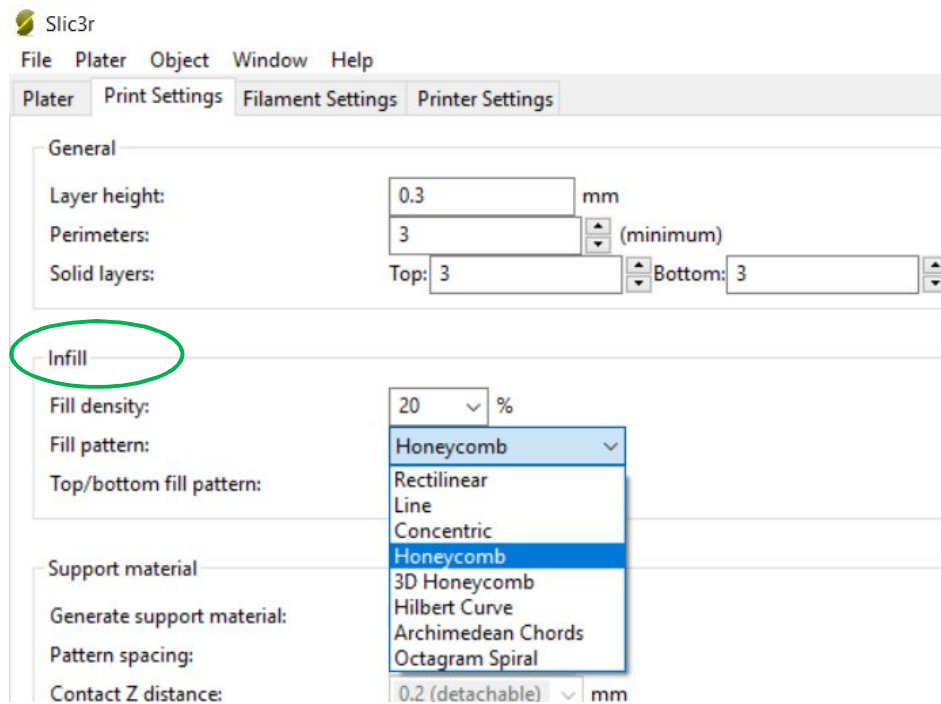 Slic3r
File Plater Object Window Help
Plater Print Settings Filament Settings Printer Settings
General
Layer height: 0.3 mm
Perimeters: 3 (minimum)
Solid layers: Top: 3 Bottom: 3
Infill
Fill density: 20 %
Fill pattern: Honeycomb
Top/bottom fill pattern:
Rectilinear
Line
Concentric
Honeycomb
3D Honeycomb
Hilbert Curve
Archimedean Chords
Octagram Spiral
Support material
Generate support material:
Pattern spacing:
Contact Z distance: 0.2 (detachable) mm